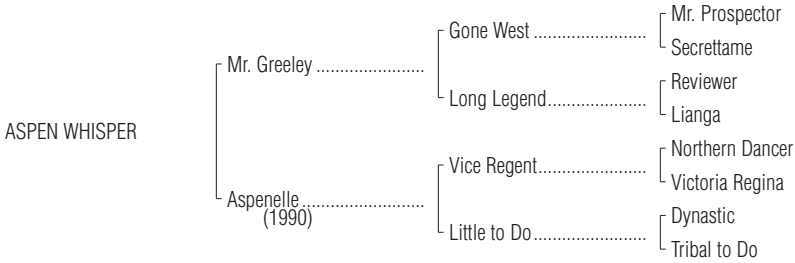 Mr. Prospector
Gone West ........................
Secrettame
Mr. Greeley .......................
Reviewer
Long Legend.....................
Lianga
ASPEN WHISPER
Northern Dancer
Vice Regent.......................
Victoria Regina
Aspenelle ..........................
(1990)
Dynastic
Little to Do ........................
Tribal to Do